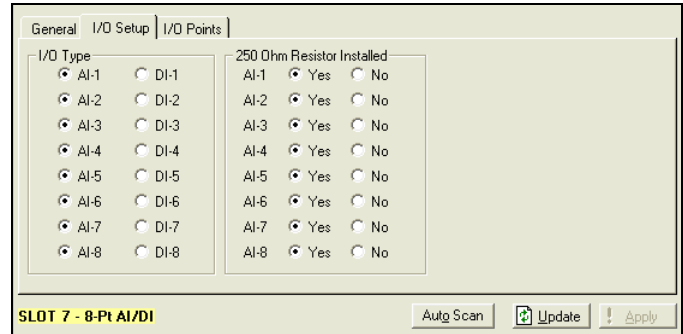 General I/O Setup I/O Points
I/O Type 250 Ohm Resistor Installed
AI-1 DI-1 AI-1 Yes No
AI-2 DI-2 AI-2 Yes No
AI-3 DI-3 AI-3 Yes No
AI-4 DI-4 AI-4 Yes No
AI-5 DI-5 AI-5 Yes No
AI-6 DI-6 AI-6 Yes No
AI-7 DI-7 AI-7 Yes No
AI-8 DI-8 AI-8 Yes No
SLOT 7 - 8-Pt AI/DI Auto Scan Update ! Apply